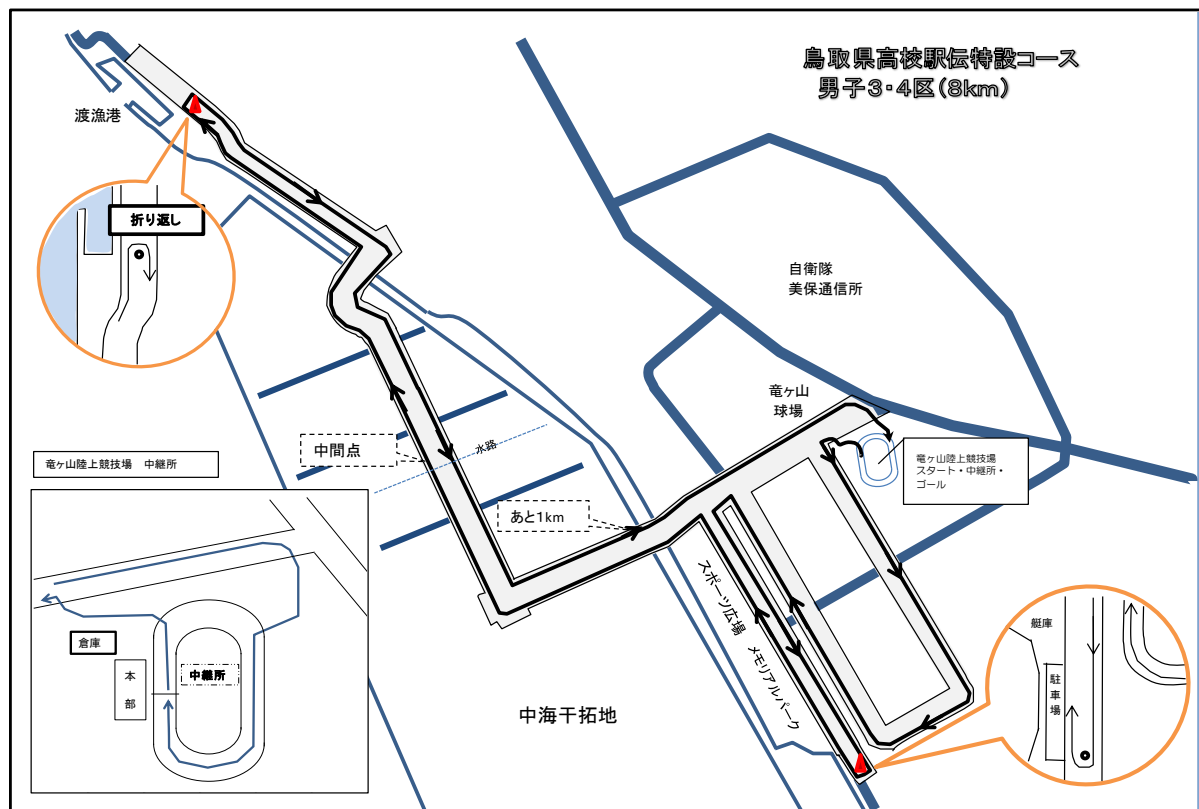 鳥取県高校駅伝特設コース
男子3・4区(8km)
渡漁港
折り返し
自衛隊
美保通信所
竜ヶ山
球場
中間点
水路
竜ヶ山陸上競技場
スタート・中継所・
ゴール
竜ヶ山陸上競技場 中継所
あと1km
スポーツ広場
メモリアルパーク
艇庫
駐車場
倉庫
本部
中継所
中海干拓地